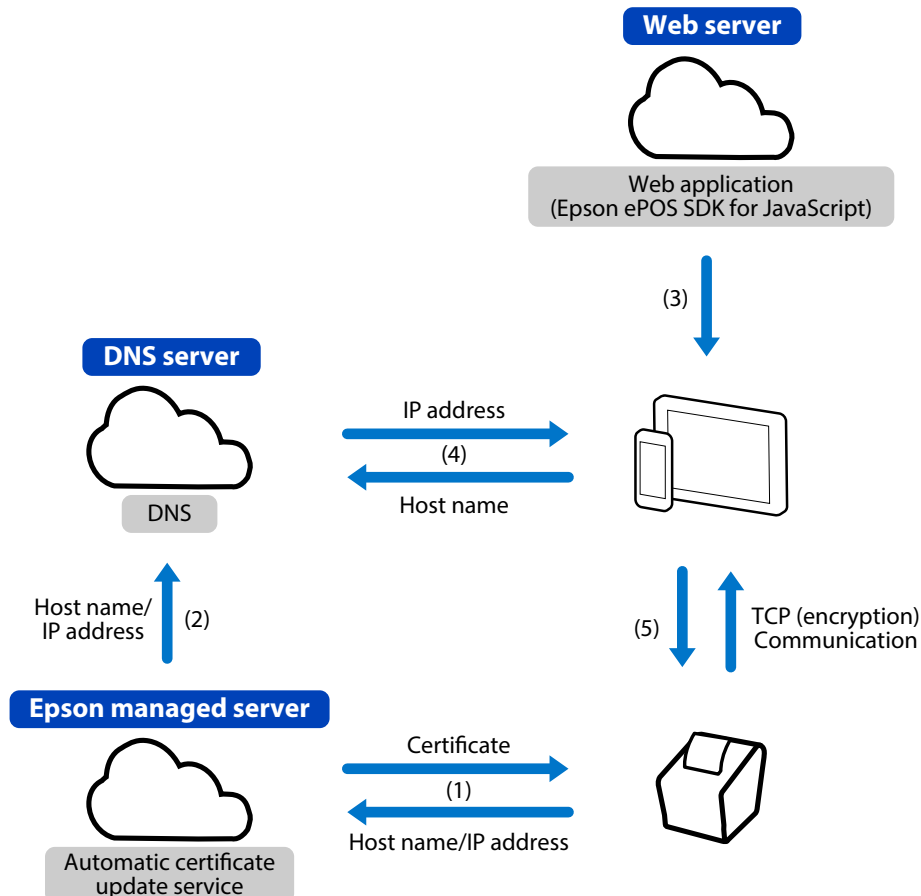 Web server
Web application
(Epson ePOS SDK for JavaScript)
(3)
DNS server
IP address
(4)
Host name
DNS
Host name/
IP address
(2)
(5)
TCP (encryption)
Communication
Epson managed server
Certificate
(1)
Host name/IP address
Automatic certificate
update service